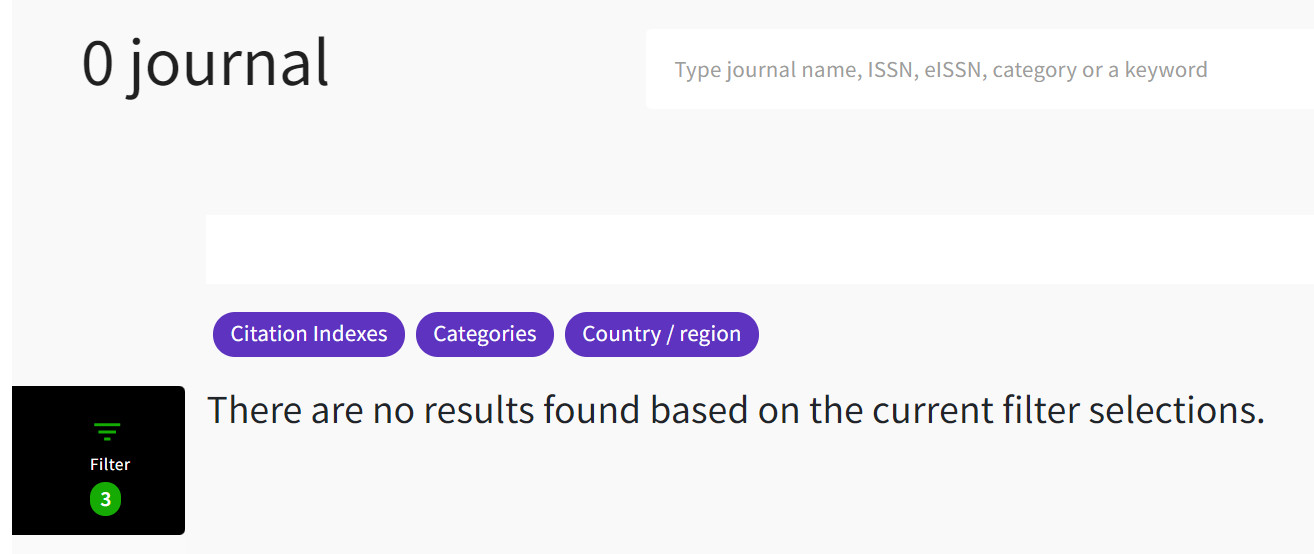 0 journal
Type journal name, ISSN, eISSN, category or a keyword
Citation Indexes
Categories
Country / region
There are no results found based on the current filter selections.
Filter
3